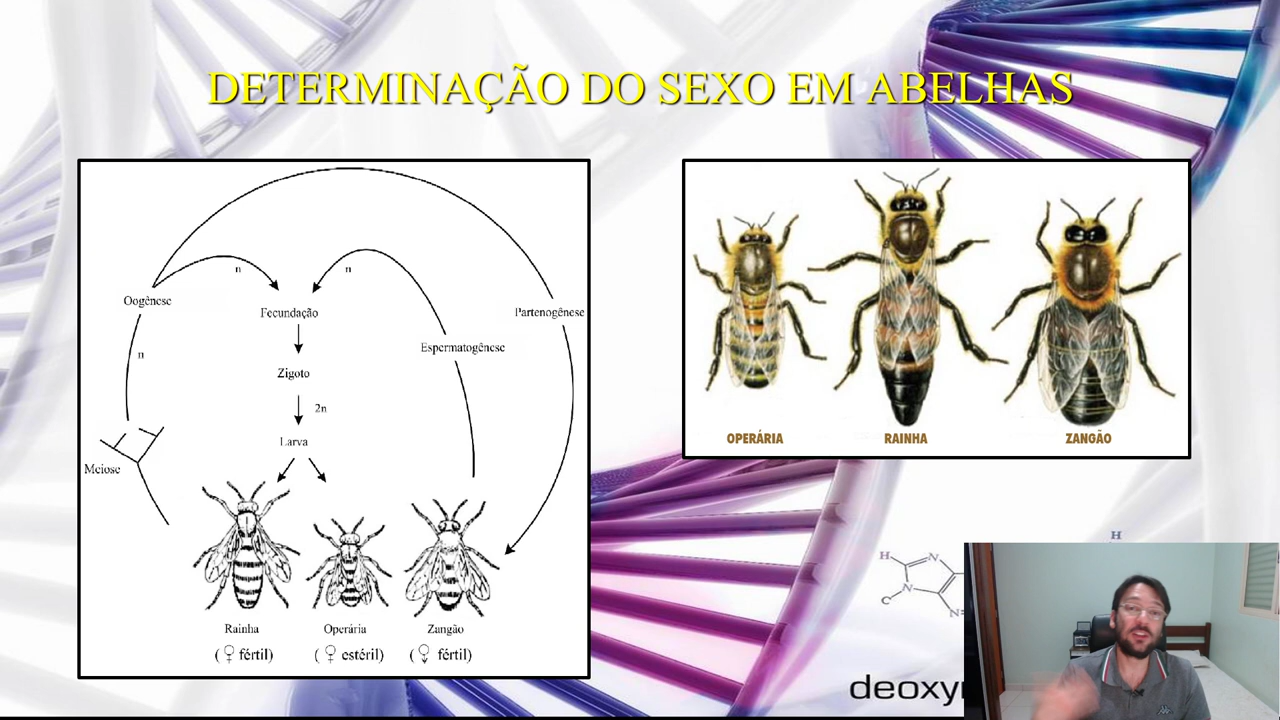 DETERMINAÇÃO DO SEXO EM ABELHAS
n
n
Oogênese
Fecundação
Partenogênese
n
Espermatogênese
Zigoto
2n
Larva
Meiose
Rainha
Operária
Zangão
(♀ fértil)
(♀ estéril)
fértil)
OPERÁRIA
RAINHA
ZANGÃO
H
H
N
N
C
N
deoxy